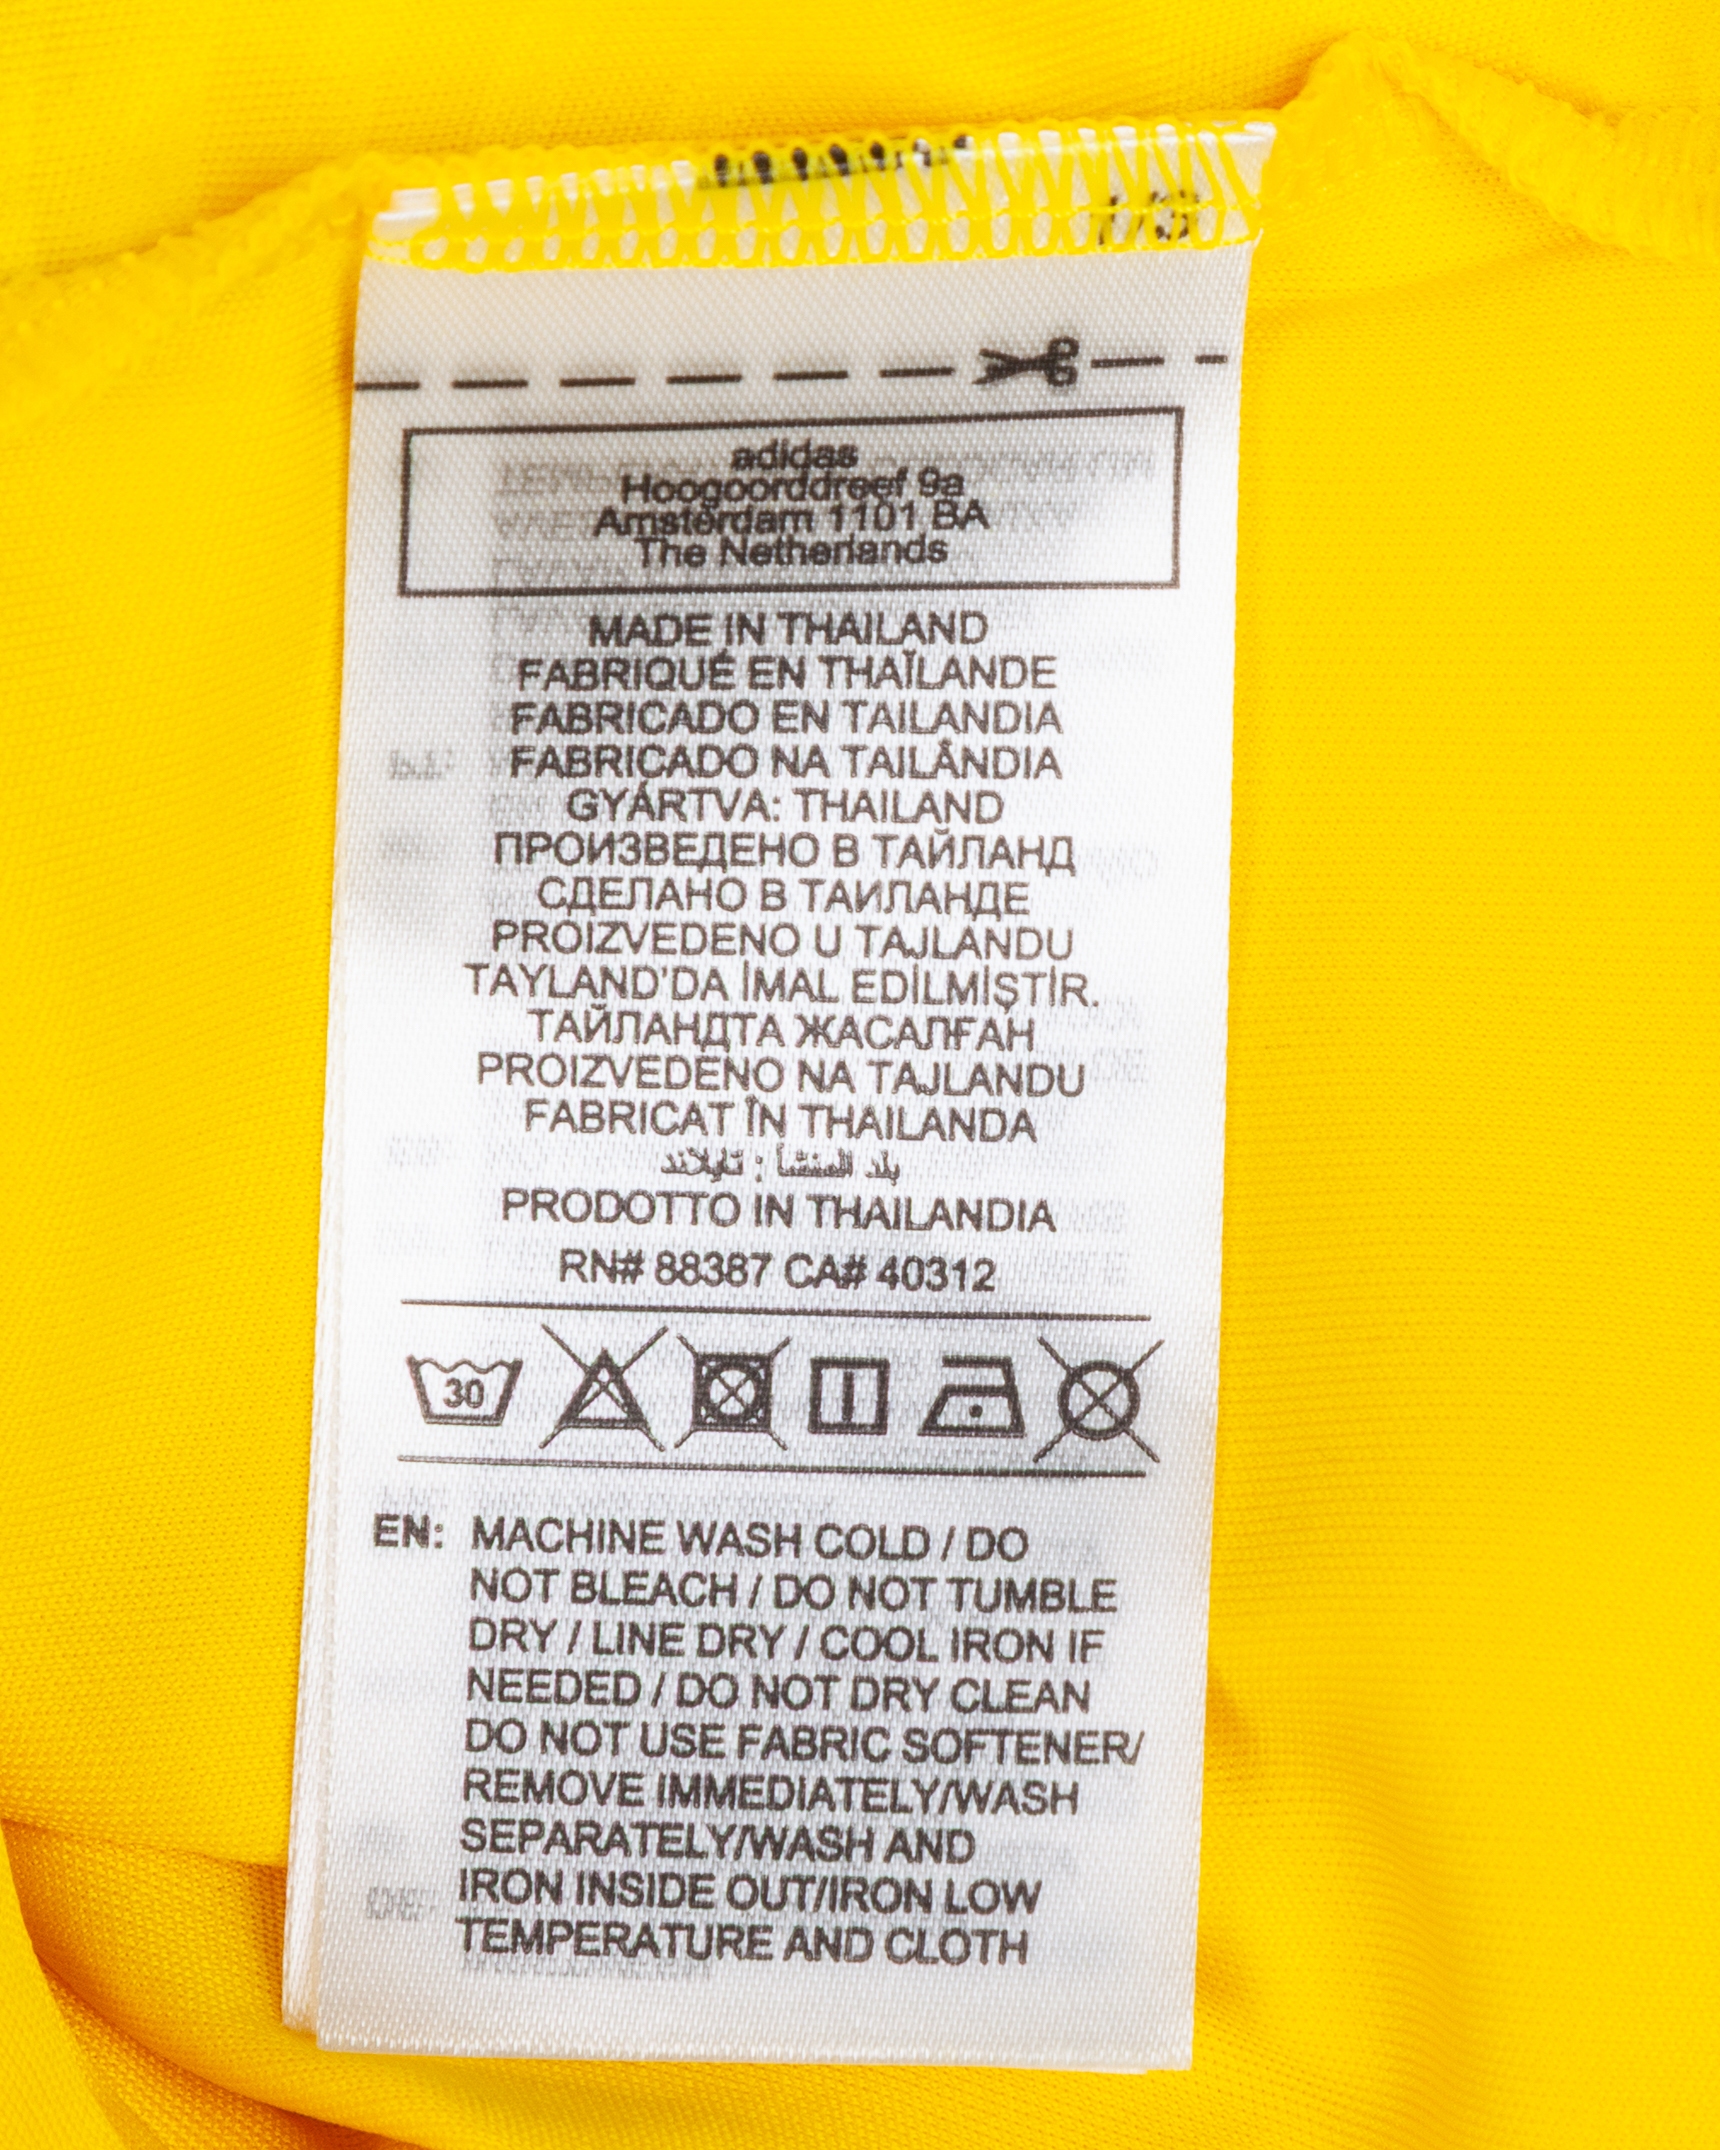 1/3
adidas
Hoogoorddreef 9a
Amsterdam 1101 BA
The Netherlands
MADE IN THAILAND
FABRIQUÉ EN THAÏLANDE
FABRICADO EN TAILANDIA
FABRICADO NA TAILÂNDIA
GYÁRTVA: THAILAND
ПРОИЗВЕДЕНО В ТАЙЛАНД
СДЕЛАНО В ТАИЛАНДЕ
PROIZVEDENO U TAJLANDU
TAYLAND'DA İMAL EDİLMİŞTİR.
ТАЙЛАНДТА ЖАСАЛҒАН
PROIZVEDENO NA TAJLANDU
FABRICAT ÎN THAILANDA
بلد المنشأ : تايلاند
PRODOTTO IN THAILANDIA
RN# 88387 CA# 40312
30
EN: MACHINE WASH COLD / DO
NOT BLEACH / DO NOT TUMBLE
DRY / LINE DRY / COOL IRON IF
NEEDED / DO NOT DRY CLEAN
DO NOT USE FABRIC SOFTENER/
REMOVE IMMEDIATELY/WASH
SEPARATELY/WASH AND
IRON INSIDE OUT/IRON LOW
TEMPERATURE AND CLOTH